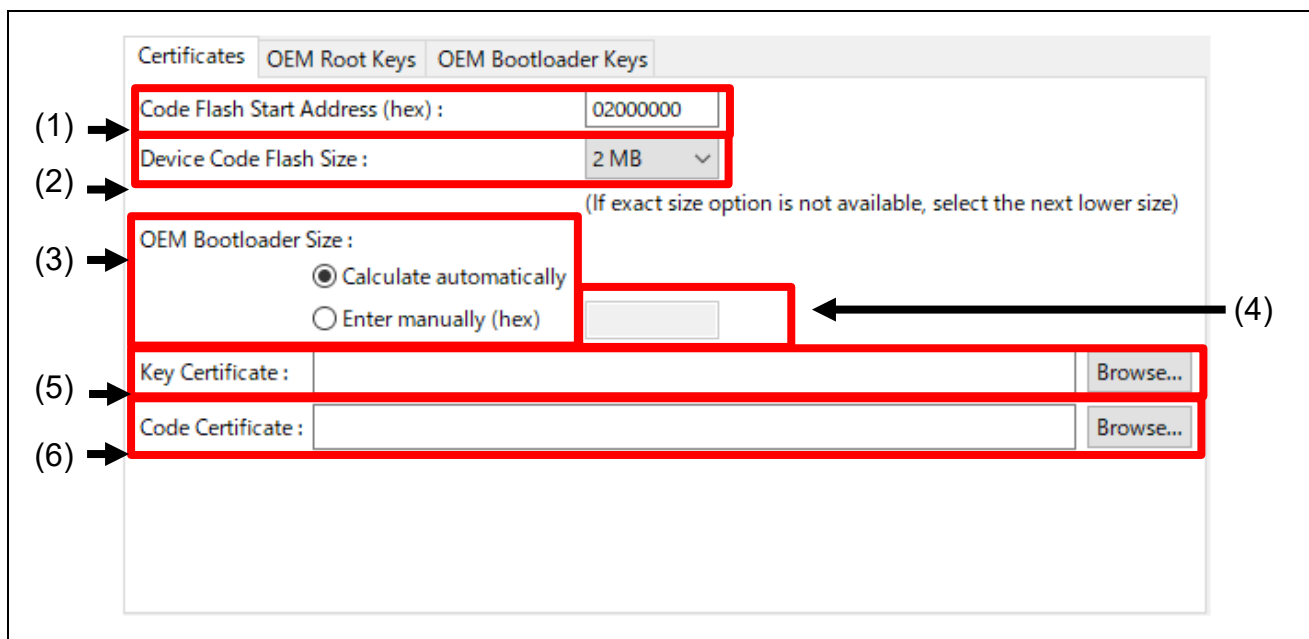 Certificates OEM Root Keys OEM Bootloader Keys
(1) Code Flash Start Address (hex) : 02000000
(2) Device Code Flash Size : 2 MB
(If exact size option is not available, select the next lower size)
(3) OEM Bootloader Size :
Calculate automatically
Enter manually (hex) (4)
(5) Key Certificate : Browse...
(6) Code Certificate : Browse...